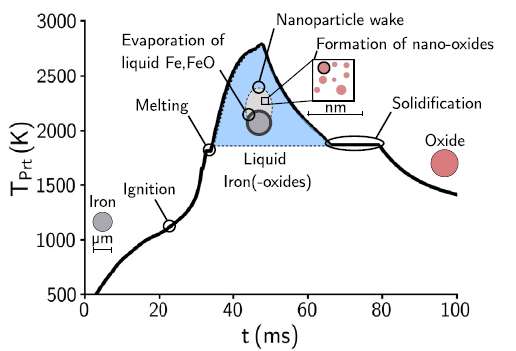 3000
2500
2000
1500
1000
500
T_Prt (K)
0
20
40
60
80
100
t (ms)
Nanoparticle wake
Evaporation of
liquid Fe,FeO
Formation of nano-oxides
nm
Melting
Solidification
Liquid
Iron(-oxides)
Oxide
Ignition
Iron
μm